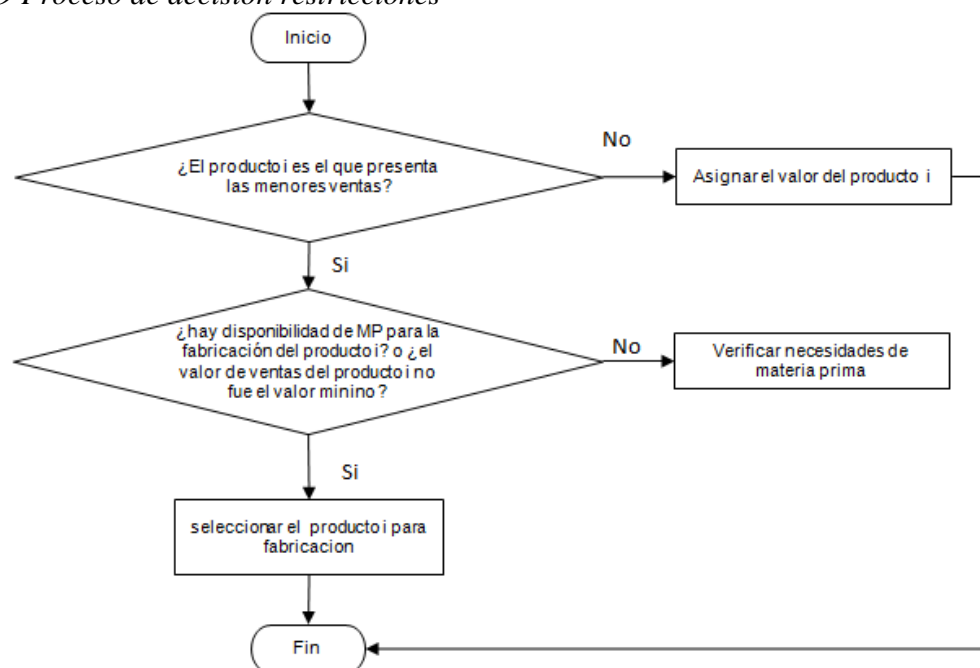 Proceso de decisión restricciones
Inicio
¿El producto i es el que presenta
las menores ventas?
No
Asignar el valor del producto i
Si
¿hay disponibilidad de MP para la
fabricación del producto i? o ¿el
valor de ventas del producto i no
fue el valor minino?
No
Verificar necesidades de
materia prima
Si
seleccionar el producto i para
fabricacion
Fin